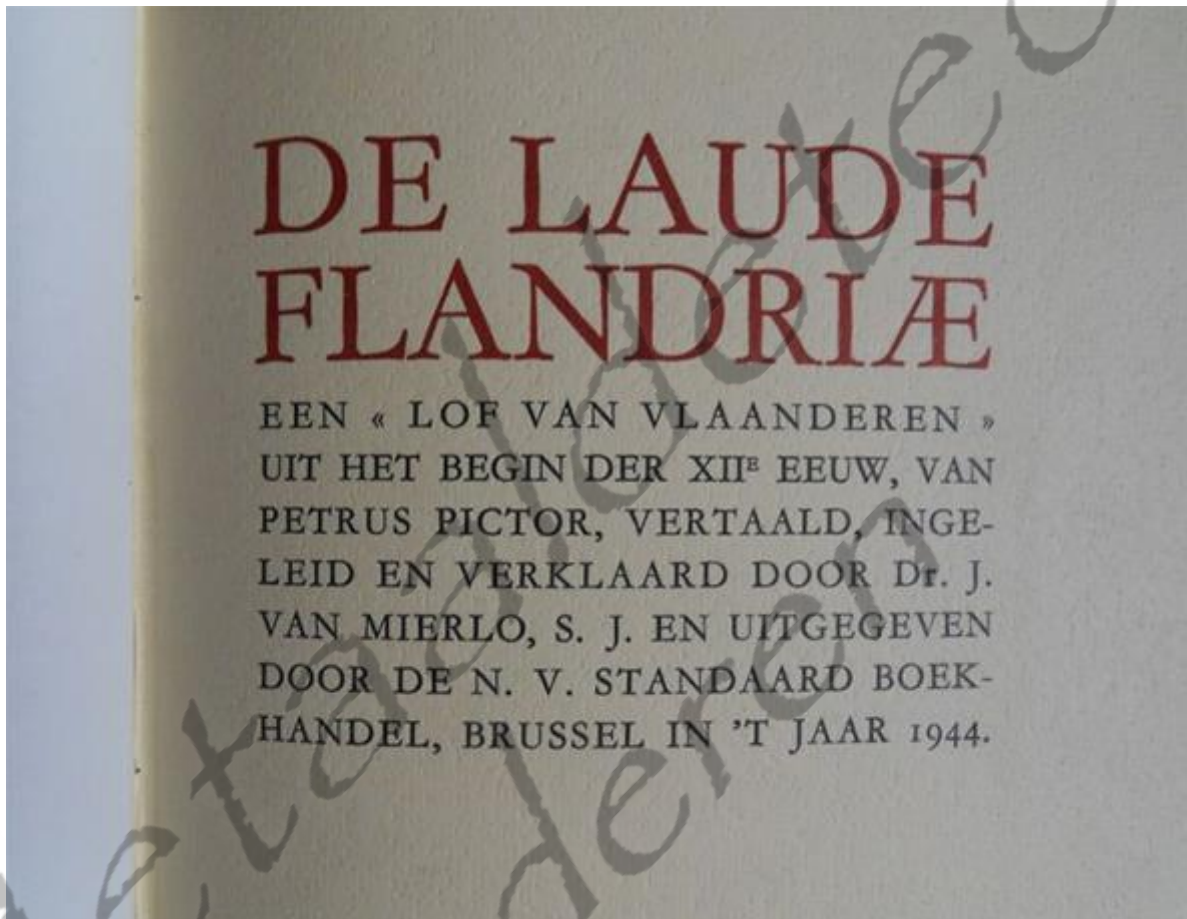 DE LAUDE
FLANDRIÆ
EEN « LOF VAN VLAANDEREN »
UIT HET BEGIN DER XIIᴱ EEUW, VAN
PETRUS PICTOR, VERTAALD, INGE-
LEID EN VERKLAARD DOOR Dr. J.
VAN MIERLO, S. J. EN UITGEGEVEN
DOOR DE N. V. STANDAARD BOEK-
HANDEL, BRUSSEL IN 'T JAAR 1944.